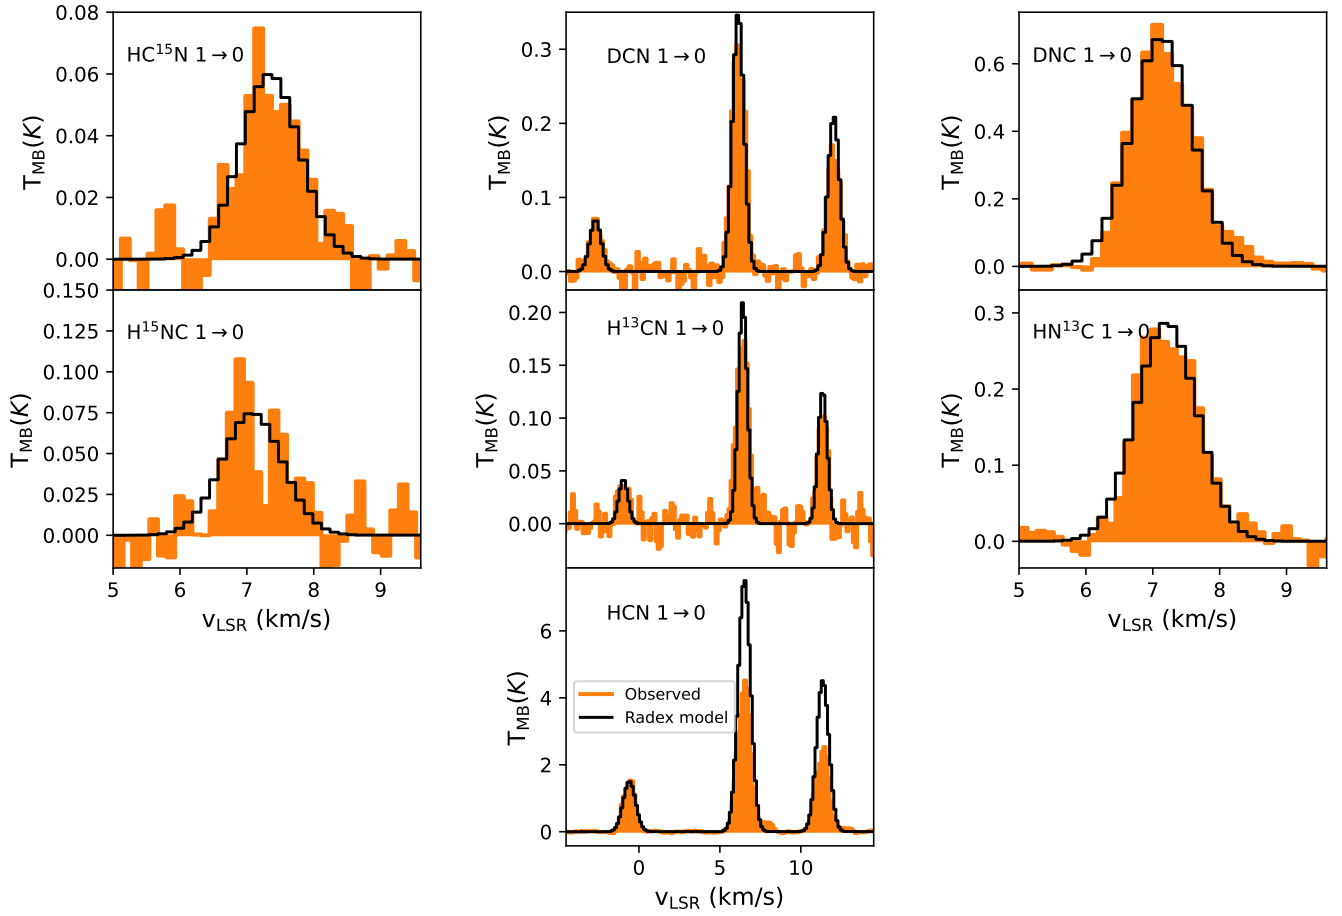 0.08
0.06
0.04
0.02
0.00
T_MB(K)
HC¹⁵N 1→0
0.150
0.125
0.100
0.075
0.050
0.025
0.000
T_MB(K)
H¹⁵NC 1→0
5 6 7 8 9
v_LSR (km/s)
0.3
0.2
0.1
0.0
T_MB(K)
DCN 1→0
0.20
0.15
0.10
0.05
0.00
T_MB(K)
H¹³CN 1→0
6
4
2
0
T_MB(K)
HCN 1→0
Observed
Radex model
0 5 10
v_LSR (km/s)
0.6
0.4
0.2
0.0
T_MB(K)
DNC 1→0
0.3
0.2
0.1
0.0
T_MB(K)
HN¹³C 1→0
5 6 7 8 9
v_LSR (km/s)